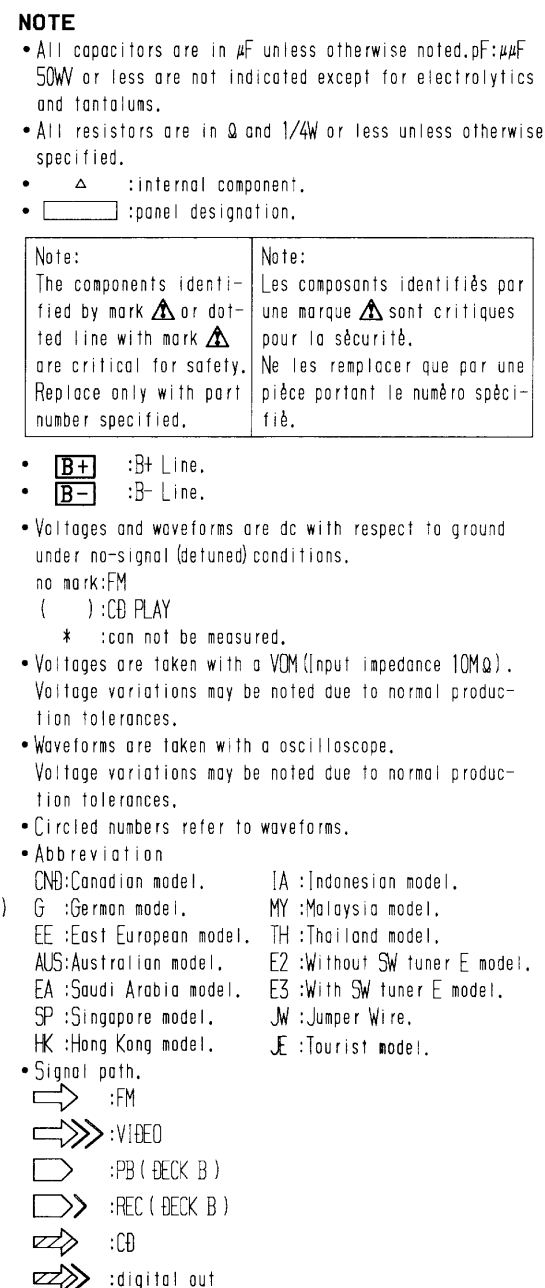 NOTE
• All capacitors are in µF unless otherwise noted. pF: µµF
50WV or less are not indicated except for electrolytics
and tantalums.
• All resistors are in Ω and 1/4W or less unless otherwise
specified.
• △ :internal component.
• :panel designation.
Note:
The components identi-
fied by mark ⚠ or dot-
ted line with mark ⚠
are critical for safety.
Replace only with part
number specified.
Note:
Les composants identifiès par
une marque ⚠ sont critiques
pour la sècuritè.
Ne les remplacer que par une
pièce portant le numèro spèci-
fiè.
• B+ :B+ Line.
• B− :B− Line.
• Voltages and waveforms are dc with respect to ground
under no-signal (detuned) conditions.
no mark:FM
( ) :CD PLAY
* :can not be measured.
• Voltages are taken with a VOM (Input impedance 10MΩ).
Voltage variations may be noted due to normal produc-
tion tolerances.
• Waveforms are taken with a oscilloscope.
Voltage variations may be noted due to normal produc-
tion tolerances.
• Circled numbers refer to waveforms.
• Abbreviation
CND:Canadian model. IA :Indonesian model.
) G :German model. MY :Malaysia model.
EE :East European model. TH :Thailand model.
AUS:Australian model. E2 :Without SW tuner E model.
EA :Saudi Arabia model. E3 :With SW tuner E model.
SP :Singapore model. JW :Jumper Wire.
HK :Hong Kong model. JE :Tourist model.
• Signal path.
:FM
:VIDEO
:PB ( DECK B )
:REC ( DECK B )
:CD
:digital out